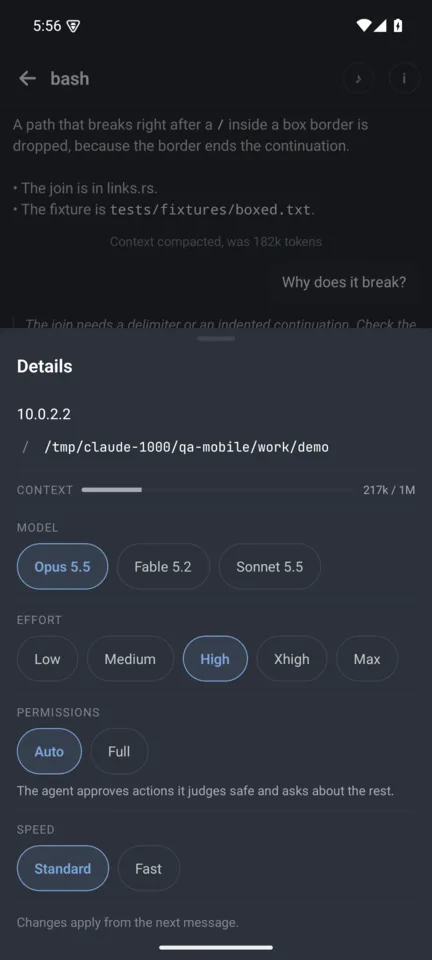 5:56
bash
A path that breaks right after a / inside a box border is
dropped, because the border ends the continuation.
• The join is in links.rs.
• The fixture is tests/fixtures/boxed.txt.
Context compacted, was 182k tokens
Why does it break?
The join needs a delimiter or an indented continuation. Check the
Details
10.0.2.2
/ /tmp/claude-1000/qa-mobile/work/demo
CONTEXT 217k / 1M
MODEL
Opus 5.5 Fable 5.2 Sonnet 5.5
EFFORT
Low Medium High Xhigh Max
PERMISSIONS
Auto Full
The agent approves actions it judges safe and asks about the rest.
SPEED
Standard Fast
Changes apply from the next message.